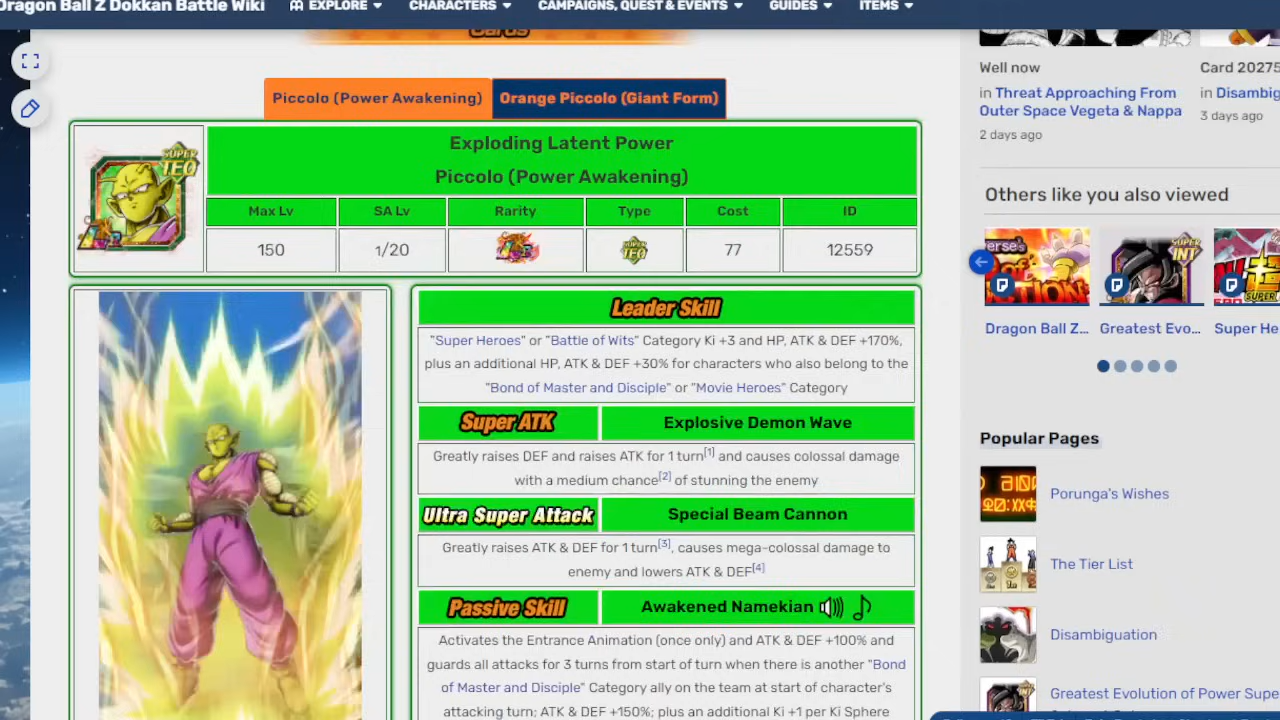 Dragon Ball Z Dokkan Battle Wiki
EXPLORE
CHARACTERS
CAMPAIGNS, QUEST & EVENTS
GUIDES
ITEMS
Cards
Piccolo (Power Awakening)
Orange Piccolo (Giant Form)
SUPER
TEQ
Exploding Latent Power
Piccolo (Power Awakening)
Max Lv
SA Lv
Rarity
Type
Cost
ID
150
1/20
TEQ
77
12559
Leader Skill
"Super Heroes" or "Battle of Wits" Category Ki +3 and HP, ATK & DEF +170%,
plus an additional HP, ATK & DEF +30% for characters who also belong to the
"Bond of Master and Disciple" or "Movie Heroes" Category
Super ATK
Explosive Demon Wave
Greatly raises DEF and raises ATK for 1 turn[1] and causes colossal damage
with a medium chance[2] of stunning the enemy
Ultra Super Attack
Special Beam Cannon
Greatly raises ATK & DEF for 1 turn[3], causes mega-colossal damage to
enemy and lowers ATK & DEF[4]
Passive Skill
Awakened Namekian
Activates the Entrance Animation (once only) and ATK & DEF +100% and
guards all attacks for 3 turns from start of turn when there is another "Bond
of Master and Disciple" Category ally on the team at start of character's
attacking turn; ATK & DEF +150%; plus an additional Ki +1 per Ki Sphere
Well now
in Threat Approaching From
Outer Space Vegeta & Nappa
2 days ago
Card 20275
in Disambig
3 days ago
Others like you also viewed
SUPER
INT
Dragon Ball Z...
Greatest Evo...
Super He
Popular Pages
Porunga's Wishes
The Tier List
Disambiguation
Greatest Evolution of Power Supe